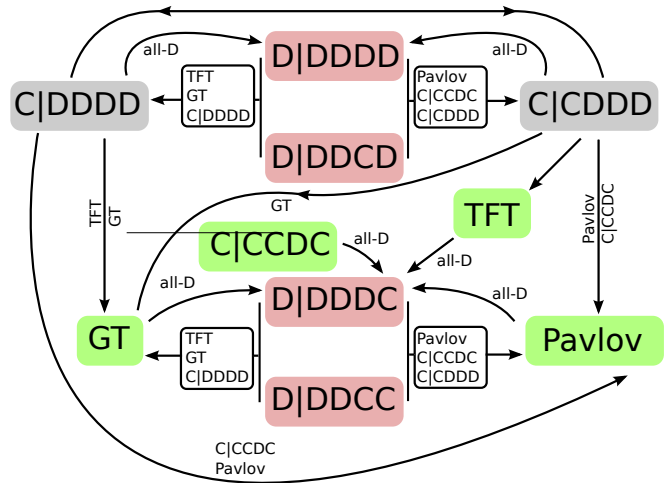 all-D
D|DDDD
all-D
C|DDDD
TFT
GT
C|DDDD
Pavlov
C|CCDC
C|CDDD
C|CDDD
D|DDCD
TFT
GT
GT
TFT
Pavlov
C|CCDC
C|CCDC
all-D
all-D
all-D
D|DDDC
all-D
GT
TFT
GT
C|DDDD
Pavlov
C|CCDC
C|CDDD
Pavlov
D|DDCC
C|CCDC
Pavlov